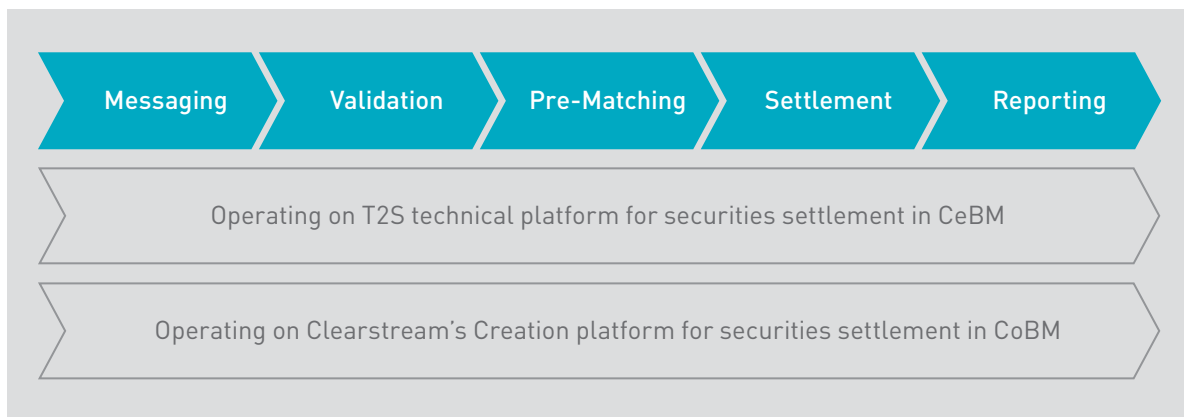 Messaging
Validation
Pre-Matching
Settlement
Reporting
Operating on T2S technical platform for securities settlement in CeBM
Operating on Clearstream’s Creation platform for securities settlement in CoBM